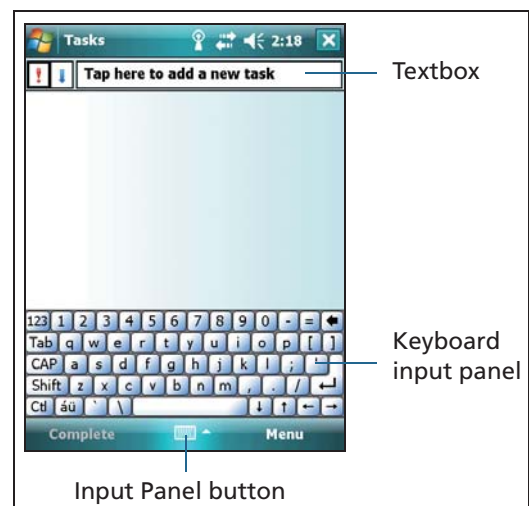 Tasks 2:18
Tap here to add a new task
Textbox
123 1 2 3 4 5 6 7 8 9 0 - =
Tab q w e r t y u i o p [ ]
CAP a s d f g h j k l ; '
Keyboard
input panel
Shift z x c v b n m , . /
Ctl áü ` \
Complete Menu
Input Panel button